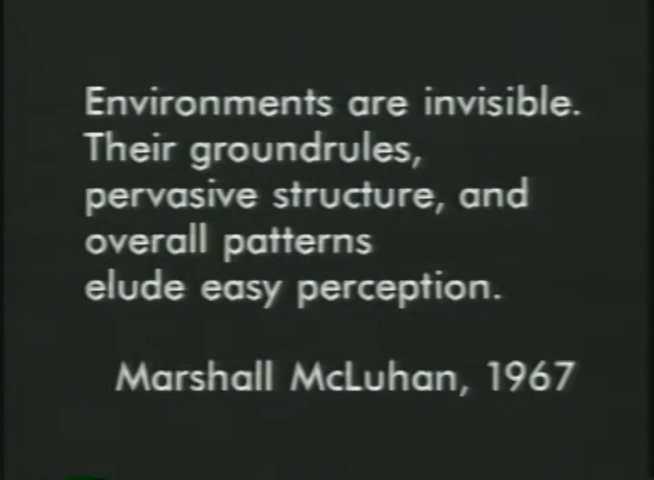 Environments are invisible.
Their groundrules,
pervasive structure, and
overall patterns
elude easy perception.
Marshall McLuhan, 1967